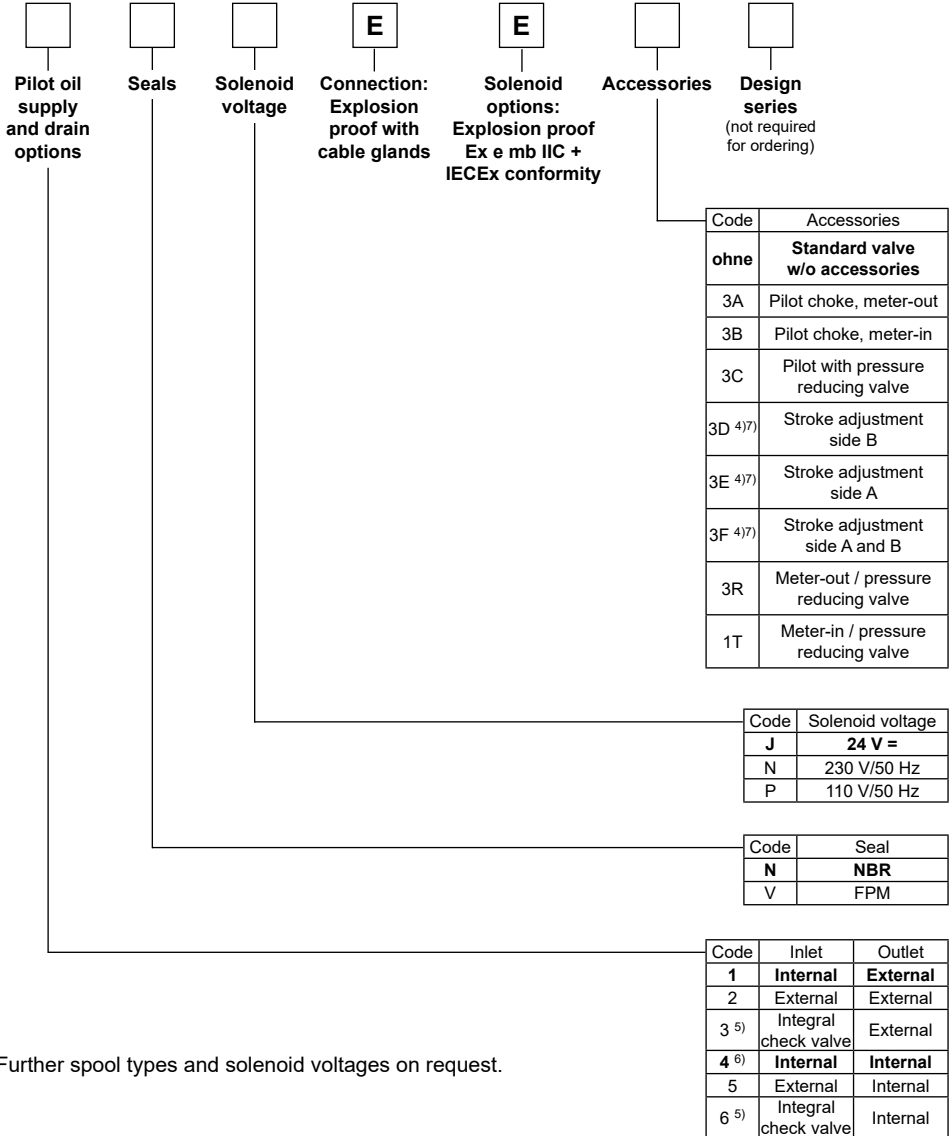 E E
Pilot oil supply and drain options
Seals
Solenoid voltage
Connection: Explosion proof with cable glands
Solenoid options: Explosion proof Ex e mb IIC + IECEx conformity
Accessories
Design series (not required for ordering)
Code Accessories
ohne Standard valve w/o accessories
3A Pilot choke, meter-out
3B Pilot choke, meter-in
3C Pilot with pressure reducing valve
3D 4)7) Stroke adjustment side B
3E 4)7) Stroke adjustment side A
3F 4)7) Stroke adjustment side A and B
3R Meter-out / pressure reducing valve
1T Meter-in / pressure reducing valve
Code Solenoid voltage
J 24 V =
N 230 V/50 Hz
P 110 V/50 Hz
Code Seal
N NBR
V FPM
Code Inlet Outlet
1 Internal External
2 External External
3 5) Integral check valve External
4 6) Internal Internal
5 External Internal
6 5) Integral check valve Internal
Further spool types and solenoid voltages on request.